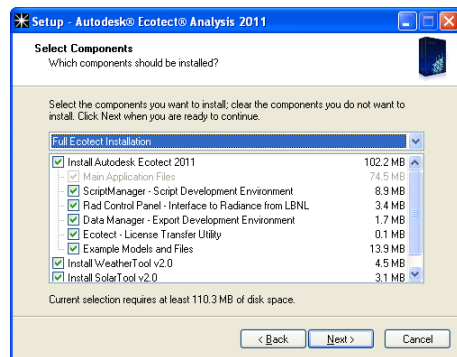 Setup - Autodesk® Ecotect® Analysis 2011
Select Components
Which components should be installed?
Select the components you want to install; clear the components you do not want to
install. Click Next when you are ready to continue.
Full Ecotect Installation
Install Autodesk Ecotect 2011 102.2 MB
Main Application Files 74.5 MB
ScriptManager - Script Development Environment 8.9 MB
Rad Control Panel - Interface to Radiance from LBNL 3.4 MB
Data Manager - Export Development Environment 1.7 MB
Ecotect - License Transfer Utility 0.1 MB
Example Models and Files 13.9 MB
Install WeatherTool v2.0 4.5 MB
Install SolarTool v2.0 3.1 MB
Current selection requires at least 110.3 MB of disk space.
< Back Next > Cancel